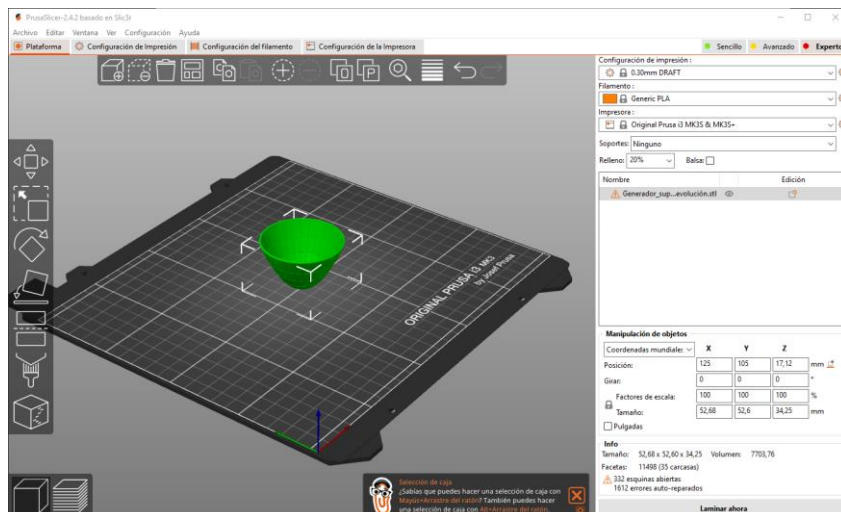 PrusaSlicer-2.4.2 basado en Slic3r
Archivo Editar Ventana Ver Configuración Ayuda
Plataforma Configuración de Impresión Configuración del filamento Configuración de la Impresora Sencillo Avanzado Experto
Configuración de impresión :
0.30mm DRAFT
Filamento :
Generic PLA
Impresora :
Original Prusa i3 MK3S & MK3S+
Soportes: Ninguno
Relleno: 20% Balsa:
Nombre Edición
Generador_sup...evolución.stl
ORIGINAL PRUSA i3 MK3
by Josef Prusa
Manipulación de objetos
Coordenadas mundiales X Y Z
Posición: 125 105 17,12 mm
Girar: 0 0 0 °
Factores de escala: 100 100 100 %
Tamaño: 52,68 52,6 34,25 mm
Pulgadas
Info
Tamaño: 52,68 x 52,60 x 34,25 Volumen: 7703,76
Facetas: 11498 (35 carcasas)
332 esquinas abiertas
1612 errores auto-reparados
Laminar ahora
Selección de caja
¿Sabías que puedes hacer una selección de caja con
Mayús+Arrastre del ratón? También puedes hacer
una selección de caja con Alt+Arrastre del ratón.